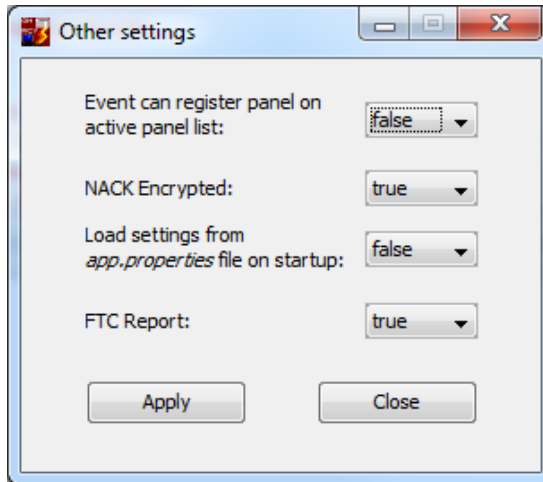 Other settings
Event can register panel on
active panel list:
false
NACK Encrypted:
true
Load settings from
app.properties file on startup:
false
FTC Report:
true
Apply
Close